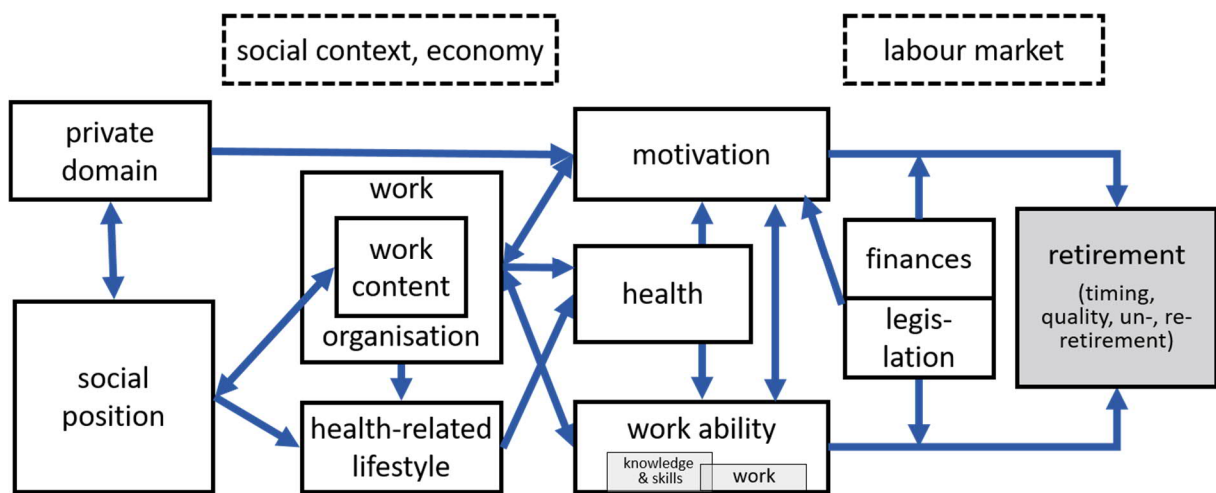 social context, economy
labour market
private
domain
motivation
work
work
content
organisation
health
finances
legis-
lation
retirement
(timing,
quality, un-, re-
retirement)
social
position
health-related
lifestyle
work ability
knowledge
& skills
work